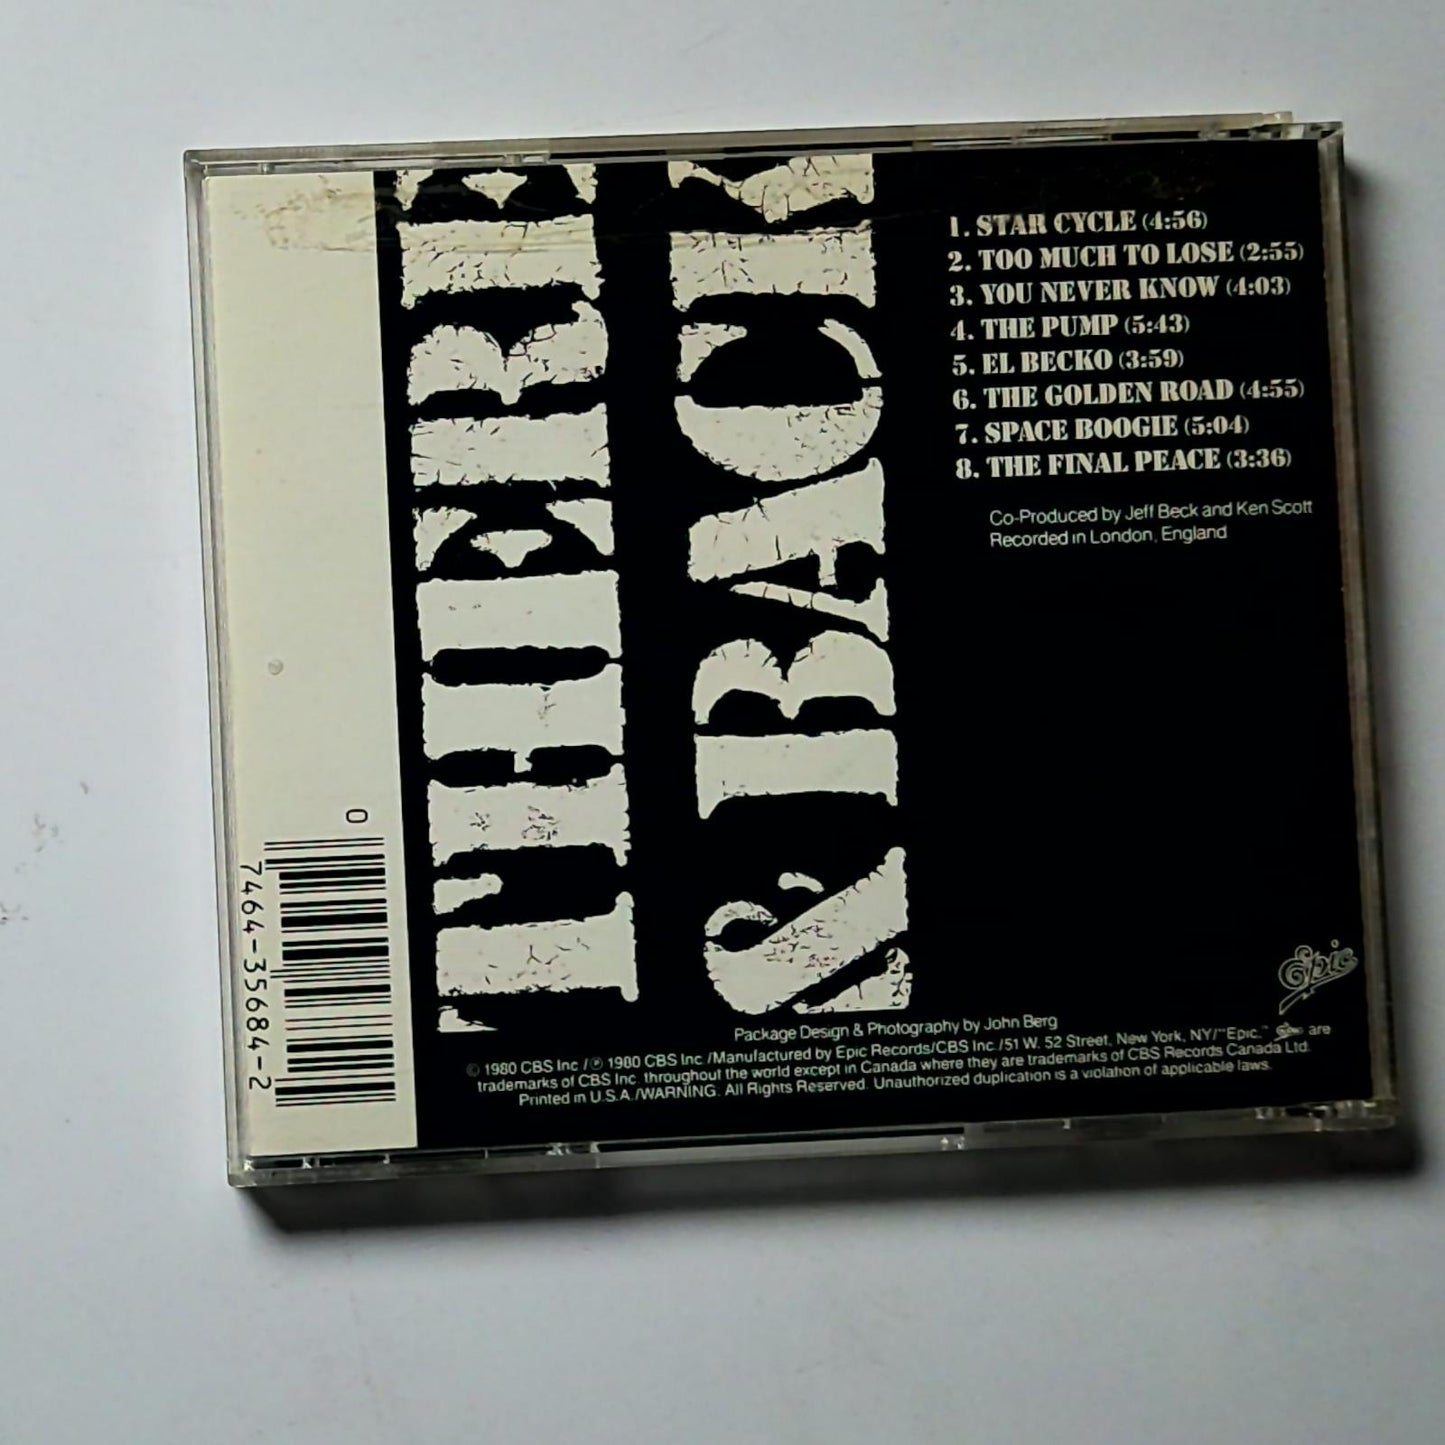 THERE
& BACK
1. STAR CYCLE (4:56)
2. TOO MUCH TO LOSE (2:55)
3. YOU NEVER KNOW (4:03)
4. THE PUMP (5:43)
5. EL BECKO (3:59)
6. THE GOLDEN ROAD (4:55)
7. SPACE BOOGIE (5:04)
8. THE FINAL PEACE (3:36)
Co-Produced by Jeff Beck and Ken Scott
Recorded in London, England
0
7464-35684-2
Epic
Package Design & Photography by John Berg
© 1980 CBS Inc./℗ 1980 CBS Inc./Manufactured by Epic Records/CBS Inc./51 W. 52 Street, New York, NY/"Epic," Epic are
trademarks of CBS Inc. throughout the world except in Canada where they are trademarks of CBS Records Canada Ltd.
Printed in U.S.A./WARNING: All Rights Reserved. Unauthorized duplication is a violation of applicable laws.